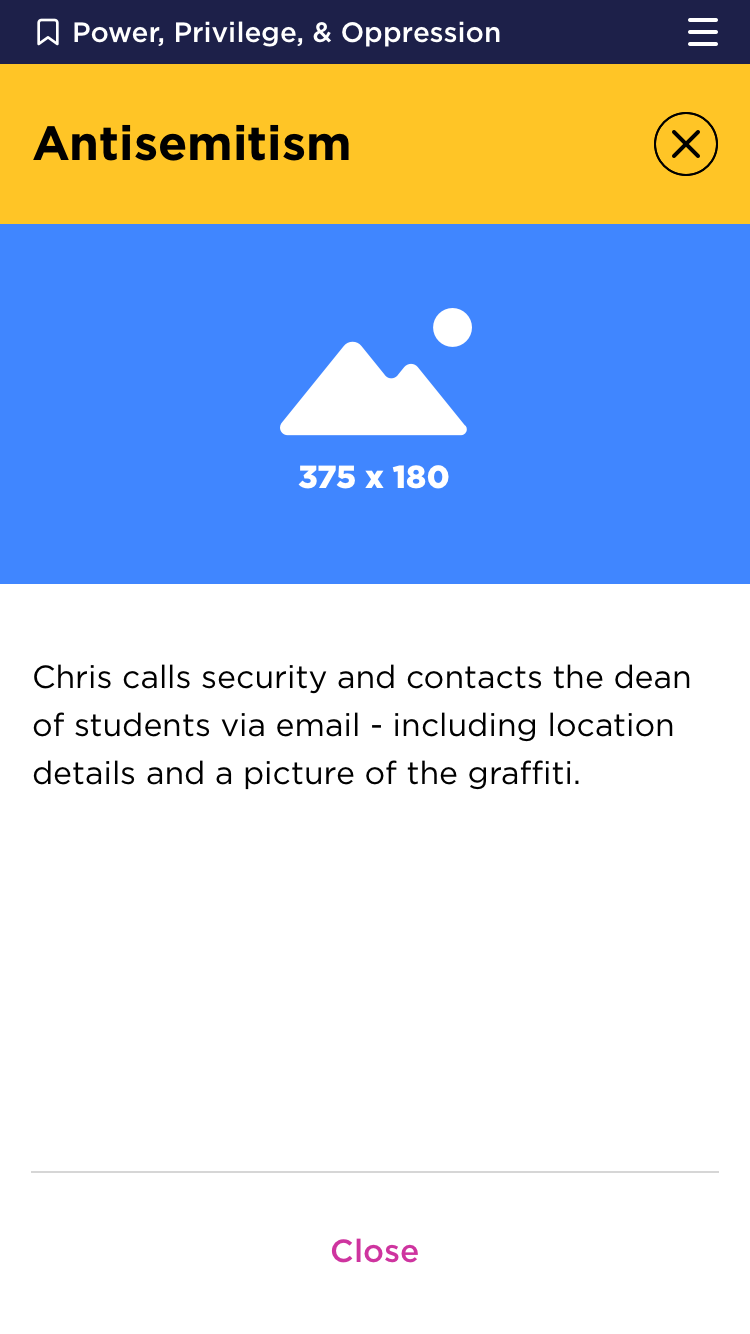 Power, Privilege, & Oppression
Antisemitism
375 x 180
Chris calls security and contacts the dean
of students via email - including location
details and a picture of the graffiti.
Close